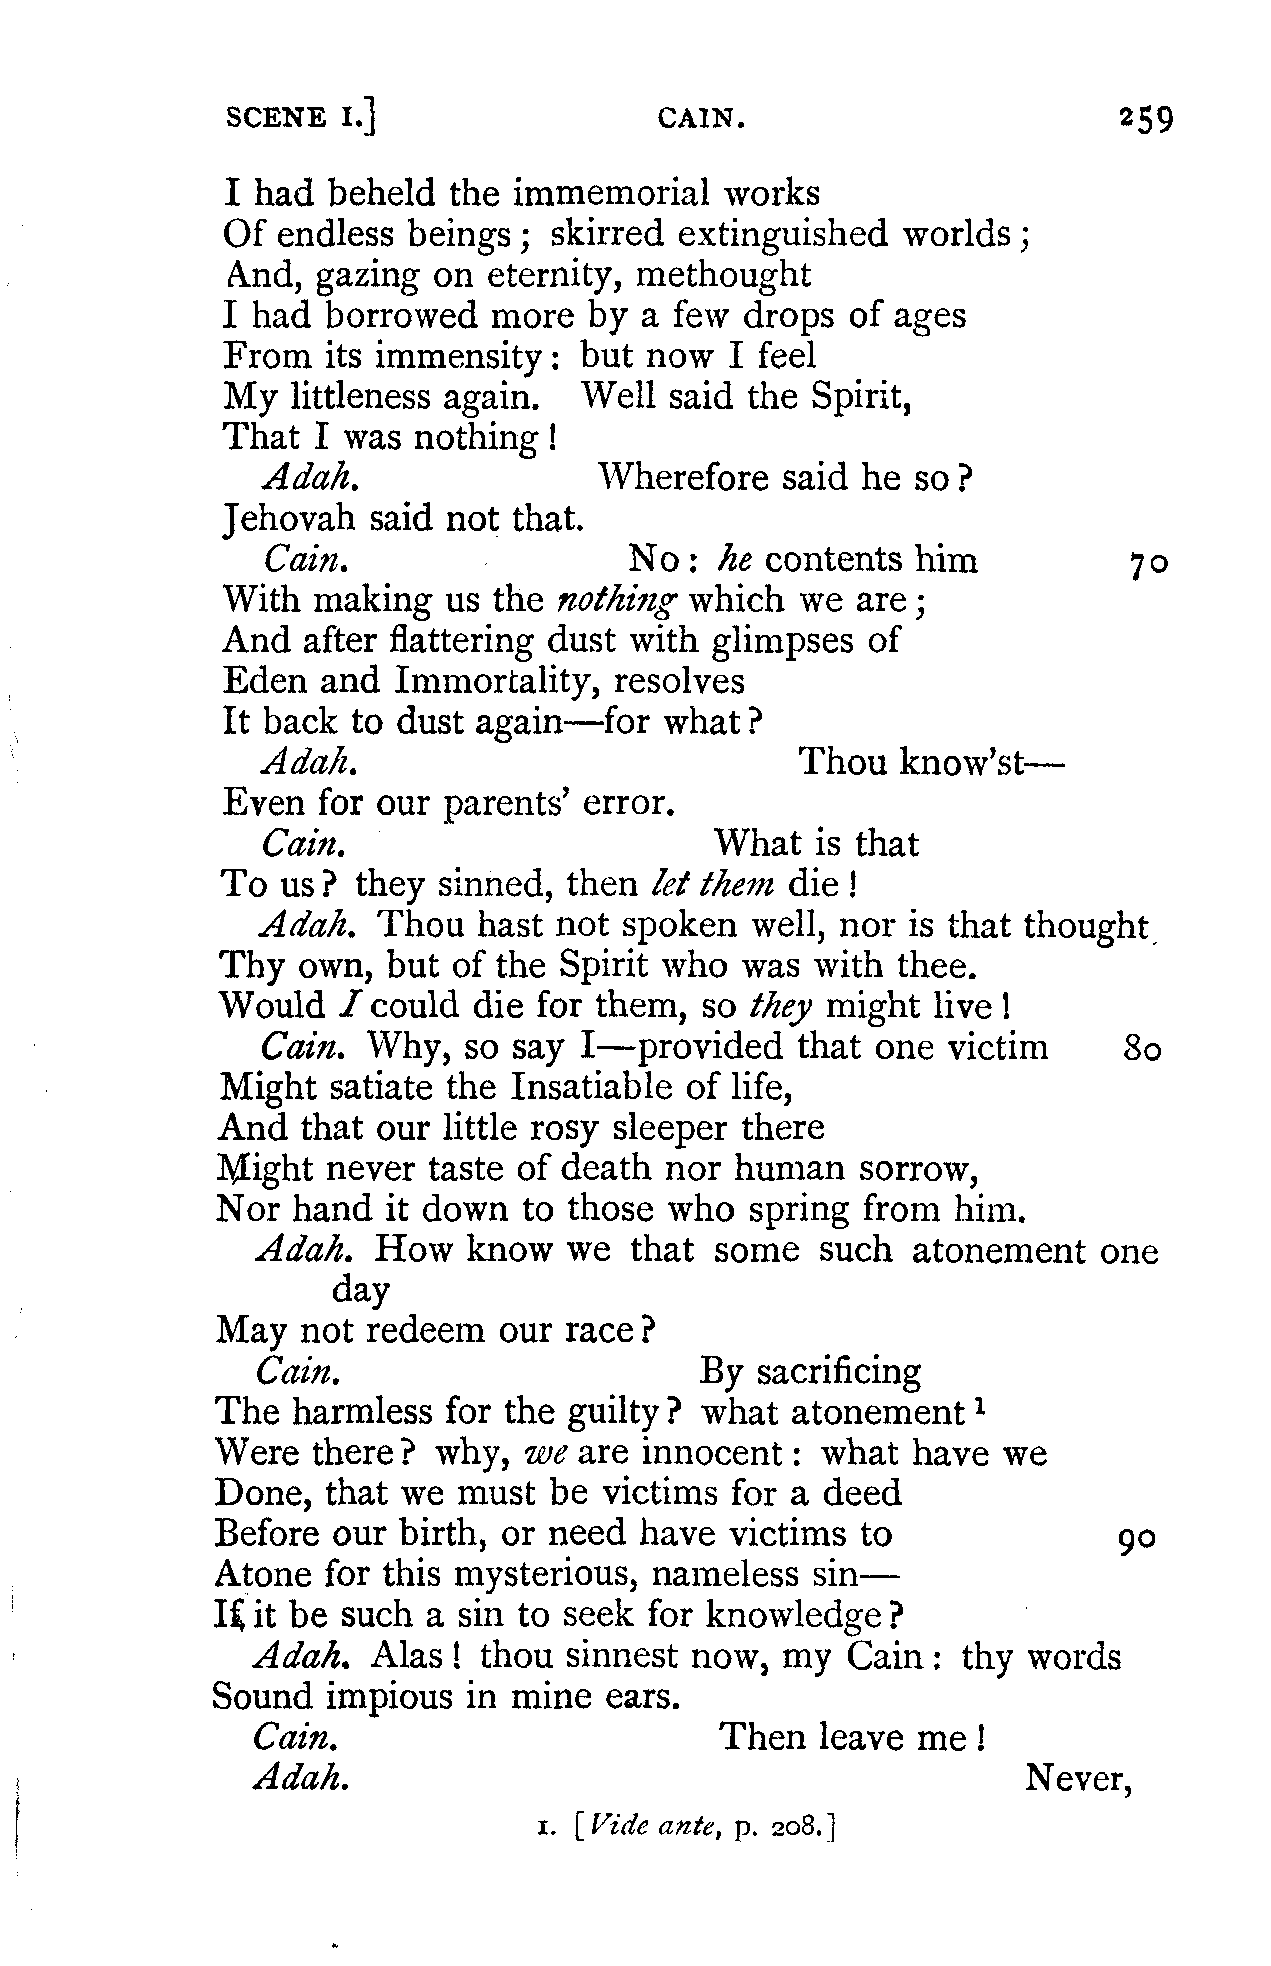 SCENE I.] CAIN. 259
I had beheld the immemorial works
Of endless beings; skirred extinguished worlds;
And, gazing on eternity, methought
I had borrowed more by a few drops of ages
From its immensity: but now I feel
My littleness again. Well said the Spirit,
That I was nothing!
Adah. Wherefore said he so?
Jehovah said not that.
Cain. No: he contents him 70
With making us the nothing which we are;
And after flattering dust with glimpses of
Eden and Immortality, resolves
It back to dust again—for what?
Adah. Thou know'st—
Even for our parents' error.
Cain. What is that
To us? they sinned, then let them die!
Adah. Thou hast not spoken well, nor is that thought
Thy own, but of the Spirit who was with thee.
Would I could die for them, so they might live!
Cain. Why, so say I—provided that one victim 80
Might satiate the Insatiable of life,
And that our little rosy sleeper there
Might never taste of death nor human sorrow,
Nor hand it down to those who spring from him.
Adah. How know we that some such atonement one
day
May not redeem our race?
Cain. By sacrificing
The harmless for the guilty? what atonement ¹
Were there? why, we are innocent: what have we
Done, that we must be victims for a deed
Before our birth, or need have victims to 90
Atone for this mysterious, nameless sin—
If it be such a sin to seek for knowledge?
Adah. Alas! thou sinnest now, my Cain: thy words
Sound impious in mine ears.
Cain. Then leave me!
Adah. Never,
1. [Vide ante, p. 208.]